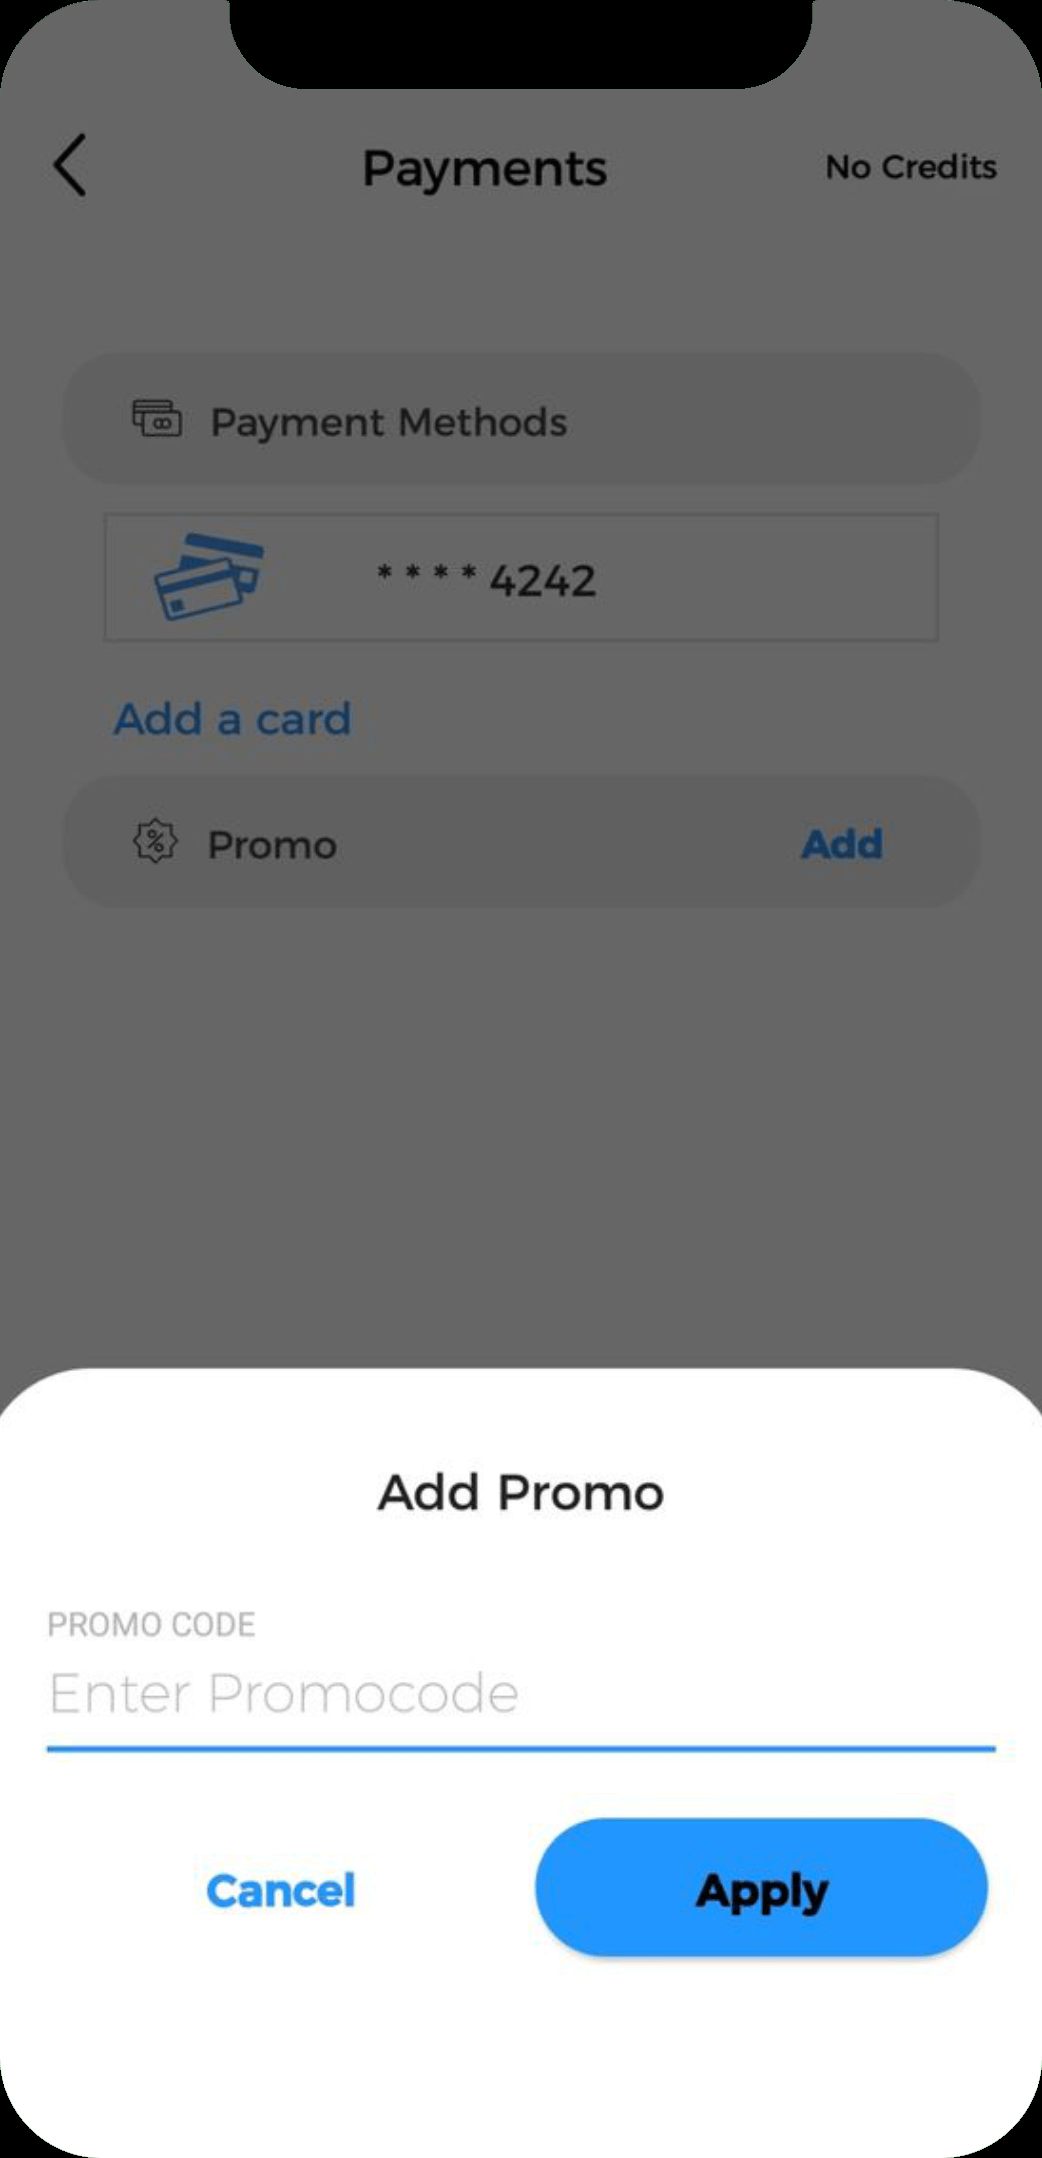 Payments
No Credits
Payment Methods
* * * * 4242
Add a card
Promo
Add
Add Promo
PROMO CODE
Enter Promocode
Cancel
Apply